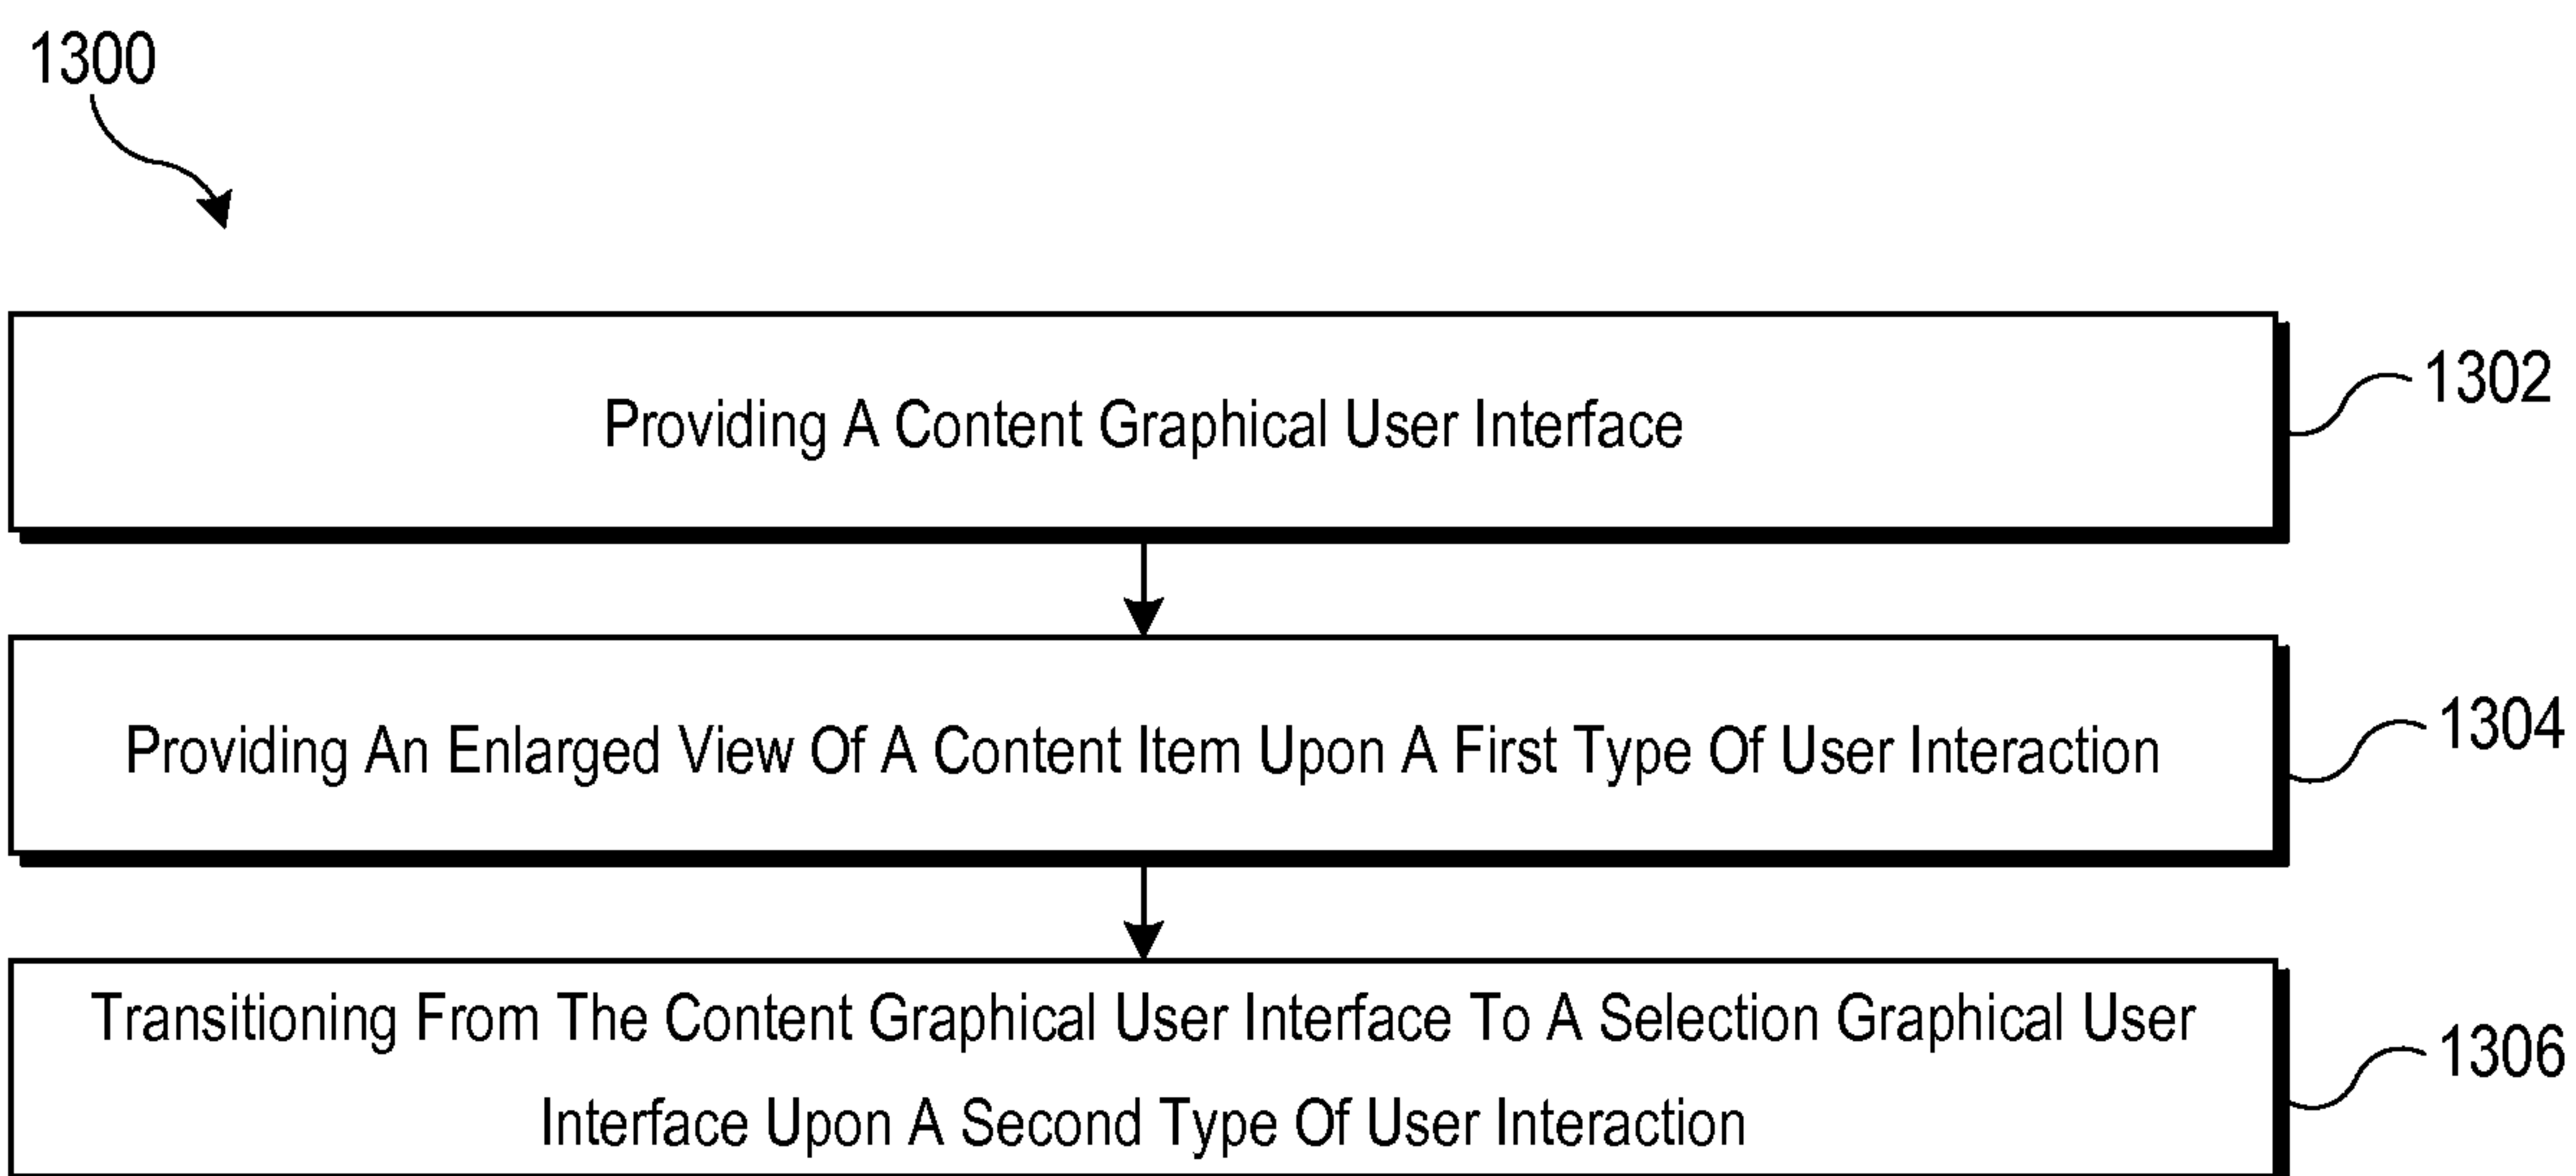 1300
Providing A Content Graphical User Interface
1302
Providing An Enlarged View Of A Content Item Upon A First Type Of User Interaction
1304
Transitioning From The Content Graphical User Interface To A Selection Graphical User
Interface Upon A Second Type Of User Interaction
1306